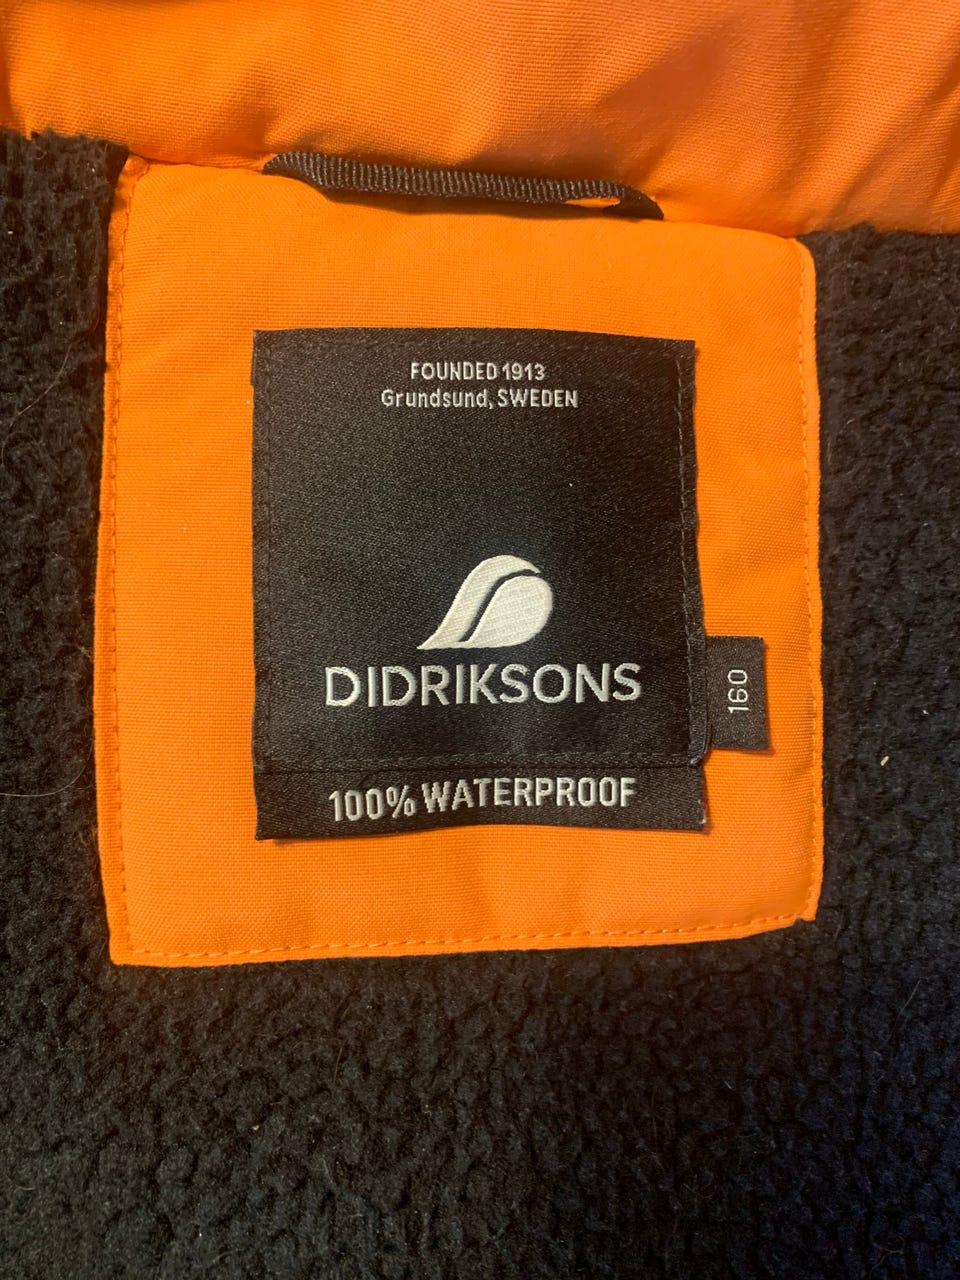 FOUNDED 1913
Grundsund, SWEDEN
DIDRIKSONS
160
100% WATERPROOF